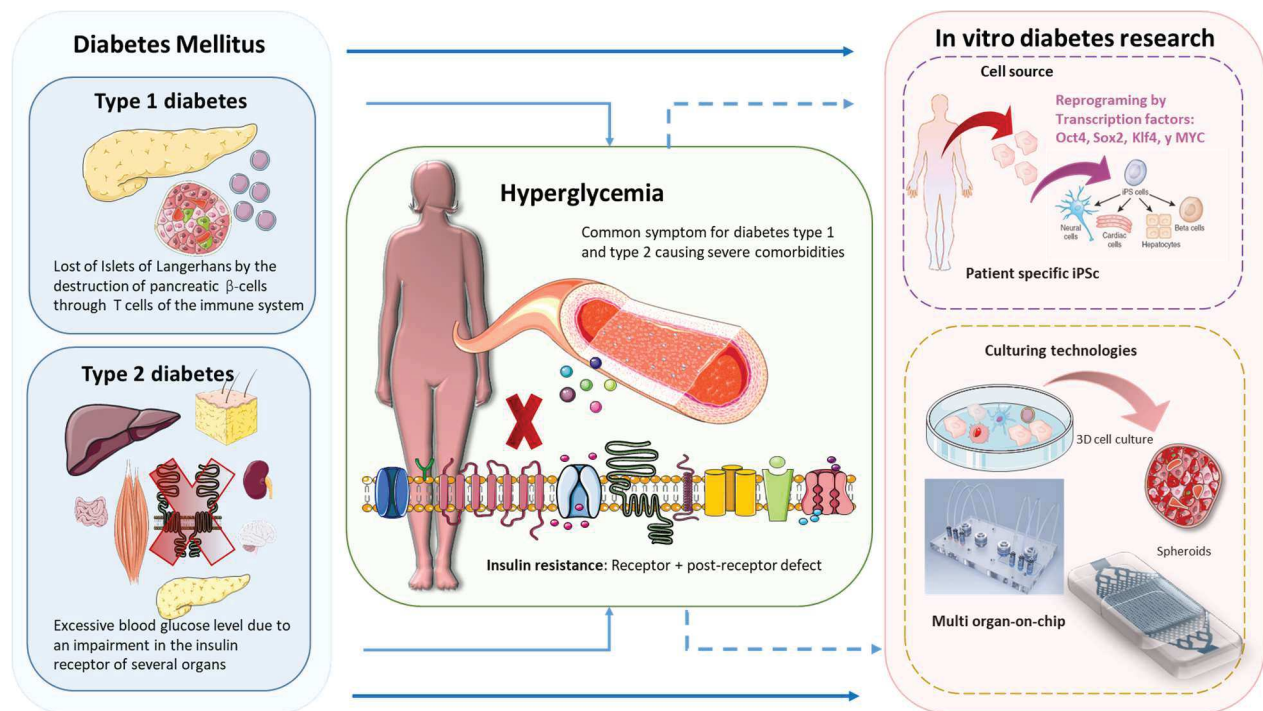 Diabetes Mellitus
Type 1 diabetes
Lost of Islets of Langerhans by the
destruction of pancreatic β-cells
through T cells of the immune system
Type 2 diabetes
Excessive blood glucose level due to
an impairment in the insulin
receptor of several organs
Hyperglycemia
Common symptom for diabetes type 1
and type 2 causing severe comorbidities
Insulin resistance: Receptor + post-receptor defect
In vitro diabetes research
Cell source
Reprograming by
Transcription factors:
Oct4, Sox2, Klf4, y MYC
iPS cells
Neural
cells
Cardiac
cells
Hepatocytes
Beta cells
Patient specific iPSc
Culturing technologies
3D cell culture
Spheroids
Multi organ-on-chip